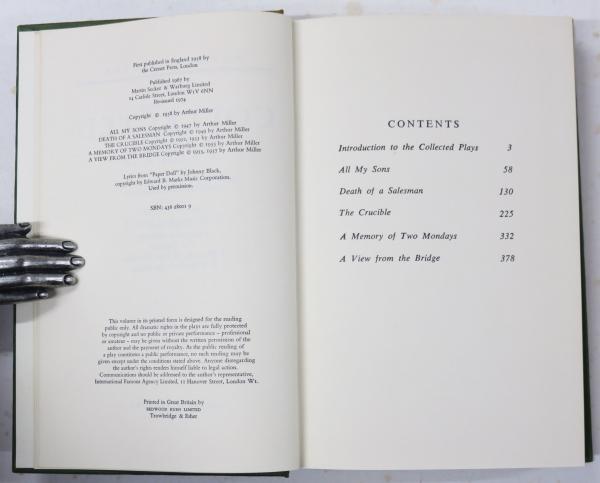 First published in England 1958 by
the Cresset Press, London
Published 1967 by
Martin Secker & Warburg Limited
14 Carlisle Street, London W1V 6NN
Reissued 1974
Copyright © 1958 by Arthur Miller
ALL MY SONS Copyright © 1947 by Arthur Miller
DEATH OF A SALESMAN Copyright © 1949 by Arthur Miller
THE CRUCIBLE Copyright © 1952, 1953 by Arthur Miller
A MEMORY OF TWO MONDAYS Copyright © 1955 by Arthur Miller
A VIEW FROM THE BRIDGE Copyright © 1955, 1957 by Arthur Miller
Lyrics from "Paper Doll" by Johnny Black,
copyright by Edward B. Marks Music Corporation.
Used by permission.
SBN: 436 28001 9
This volume in its printed form is designed for the reading
public only. All dramatic rights in the plays are fully protected
by copyright and no public or private performance – professional
or amateur – may be given without the written permission of the
author and the payment of royalty. As the public reading of
a play constitutes a public performance, no such reading may be
given except under the conditions stated above. Anyone disregarding
the author's rights renders himself liable to legal action.
Communications should be addressed to the author's representative,
International Famous Agency Limited, 11 Hanover Street, London W1.
Printed in Great Britain by
REDWOOD BURN LIMITED
Trowbridge & Esher
CONTENTS
Introduction to the Collected Plays 3
All My Sons 58
Death of a Salesman 130
The Crucible 225
A Memory of Two Mondays 332
A View from the Bridge 378